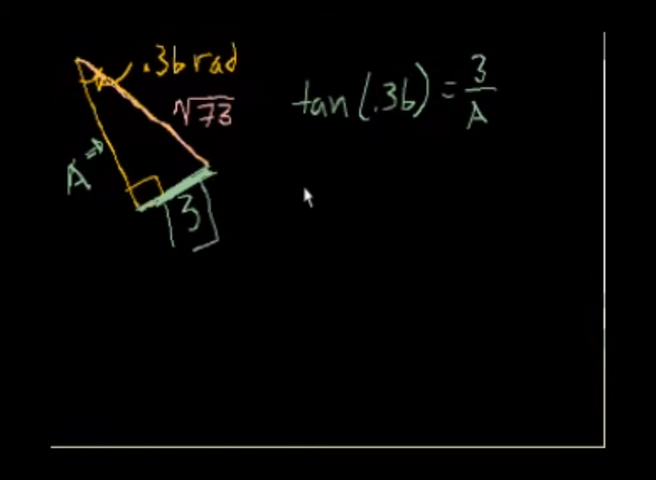 .36 rad
√73
A
3
tan(.36) = 3/A